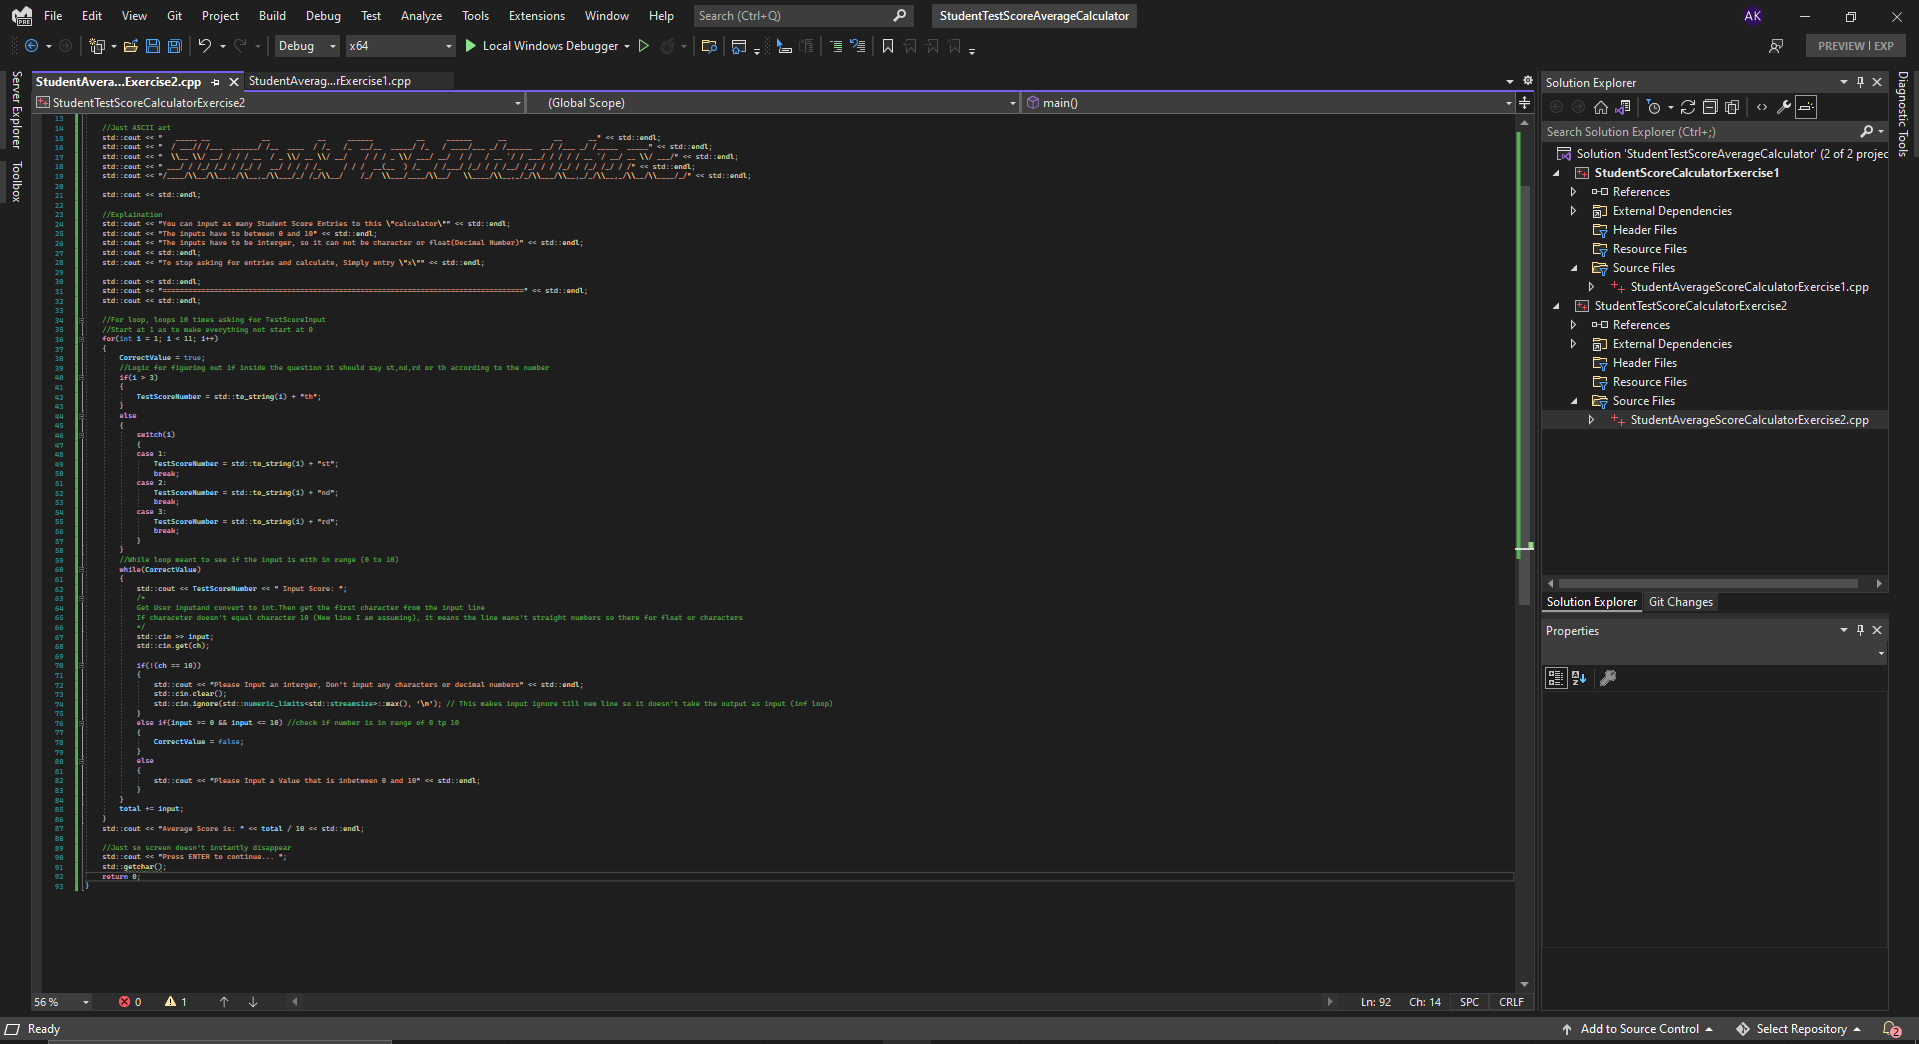 File Edit View Git Project Build Debug Test Analyze Tools Extensions Window Help Search (Ctrl+Q) StudentTestScoreAverageCalculator AK
Debug x64 Local Windows Debugger PREVIEW | EXP
Server Explorer
Toolbox
StudentAvera...Exercise2.cpp StudentAverag...rExercise1.cpp
StudentTestScoreCalculatorExercise2 (Global Scope) main()
13
14 //Just ASCII art
15 std::cout << " " << std::endl;
16 std::cout << " " << std::endl;
17 std::cout << " " << std::endl;
18 std::cout << " " << std::endl;
19 std::cout << " " << std::endl;
20
21 std::cout << std::endl;
22
23 //Explaination
24 std::cout << "You can input as many Student Score Entries to this \"calculator\"" << std::endl;
25 std::cout << "The inputs have to between 0 and 10" << std::endl;
26 std::cout << "The inputs have to be interger, so it can not be character or float(Decimal Number)" << std::endl;
27 std::cout << std::endl;
28 std::cout << "To stop asking for entries and calculate, Simply entry \"x\"" << std::endl;
29
30 std::cout << std::endl;
31 std::cout << "====================================================================================" << std::endl;
32 std::cout << std::endl;
33
34 //For loop, loops 10 times asking for TestScoreInput
35 //Start at 1 as to make everything not start at 0
36 for(int i = 1; i < 11; i++)
37 {
38 CorrectValue = true;
39 //Logic for figuring out if inside the question it should say st,nd,rd or th according to the number
40 if(i > 3)
41 {
42 TestScoreNumber = std::to_string(i) + "th";
43 }
44 else
45 {
46 switch(i)
47 {
48 case 1:
49 TestScoreNumber = std::to_string(i) + "st";
50 break;
51 case 2:
52 TestScoreNumber = std::to_string(i) + "nd";
53 break;
54 case 3:
55 TestScoreNumber = std::to_string(i) + "rd";
56 break;
57 }
58 }
59 //While loop meant to see if the input is with in range (0 to 10)
60 while(CorrectValue)
61 {
62 std::cout << TestScoreNumber << " Input Score: ";
63 /*
64 Get User inputand convert to int.Then get the first character from the input line
65 If characeter doesn't equal character 10 (New line I am assuming), it means the line wans't straight numbers so there for float or characters
66 */
67 std::cin >> input;
68 std::cin.get(ch);
69
70 if(!(ch == 10))
71 {
72 std::cout << "Please Input an interger, Don't input any characters or decimal numbers" << std::endl;
73 std::cin.clear();
74 std::cin.ignore(std::numeric_limits<std::streamsize>::max(), '\n'); // This makes input ignore till new line so it doesn't take the output as input (inf loop)
75 }
76 else if(input >= 0 && input <= 10) //check if number is in range of 0 tp 10
77 {
78 CorrectValue = false;
79 }
80 else
81 {
82 std::cout << "Please Input a Value that is inbetween 0 and 10" << std::endl;
83 }
84 }
85 total += input;
86 }
87 std::cout << "Average Score is: " << total / 10 << std::endl;
88
89 //Just so screen doesn't instantly disappear
90 std::cout << "Press ENTER to continue... ";
91 std::getchar();
92 return 0;
93 }
56 % 0 1 Ln: 92 Ch: 14 SPC CRLF
Solution Explorer
Search Solution Explorer (Ctrl+;)
Solution 'StudentTestScoreAverageCalculator' (2 of 2 projec
StudentScoreCalculatorExercise1
References
External Dependencies
Header Files
Resource Files
Source Files
StudentAverageScoreCalculatorExercise1.cpp
StudentTestScoreCalculatorExercise2
References
External Dependencies
Header Files
Resource Files
Source Files
StudentAverageScoreCalculatorExercise2.cpp
Solution Explorer Git Changes
Properties
Diagnostic Tools
Ready Add to Source Control Select Repository 2